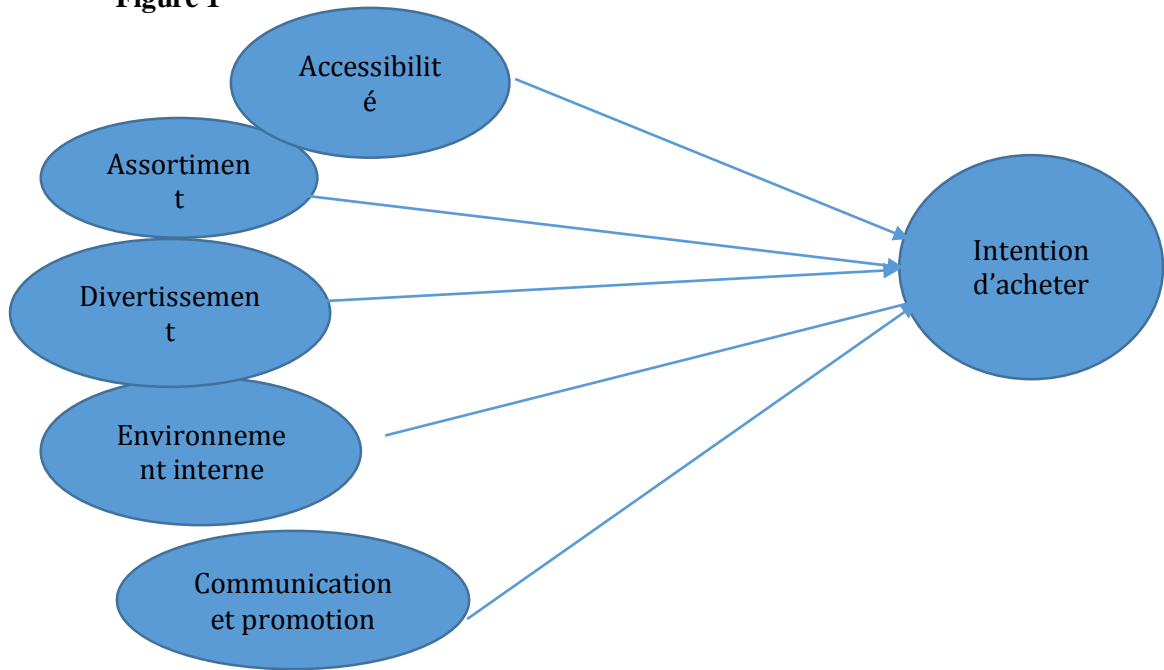 Figure 1
Accessibilit
é
Assortimen
t
Divertissemen
t
Environneme
nt interne
Communication
et promotion
Intention
d’acheter